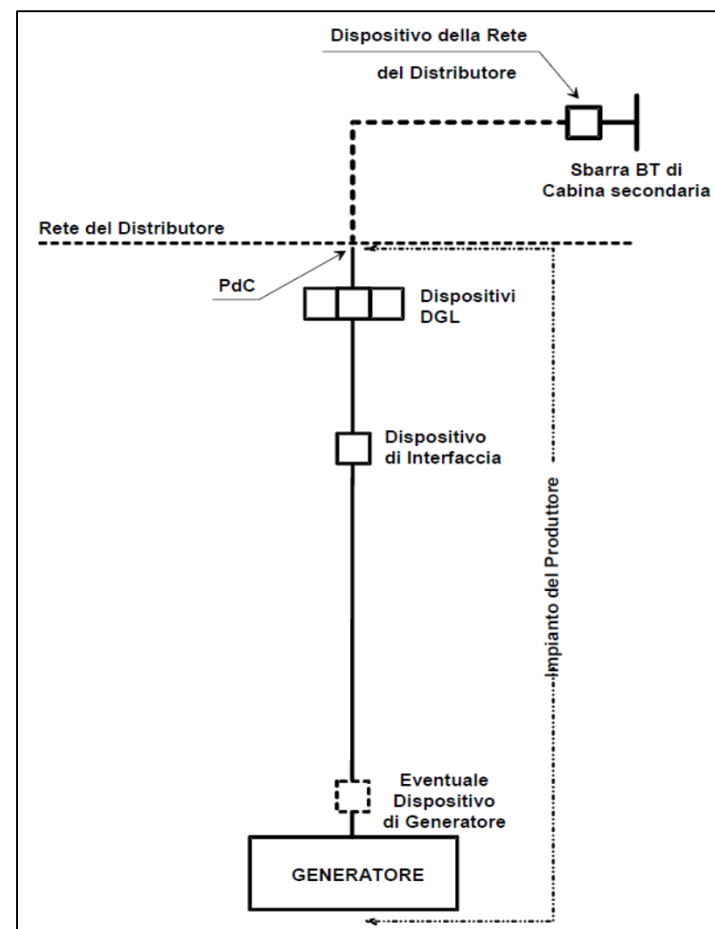 Dispositivo della Rete
del Distributore
Sbarra BT di
Cabina secondaria
Rete del Distributore
PdC
Dispositivi
DGL
Dispositivo
di Interfaccia
Impianto del Produttore
Eventuale
Dispositivo
di Generatore
GENERATORE